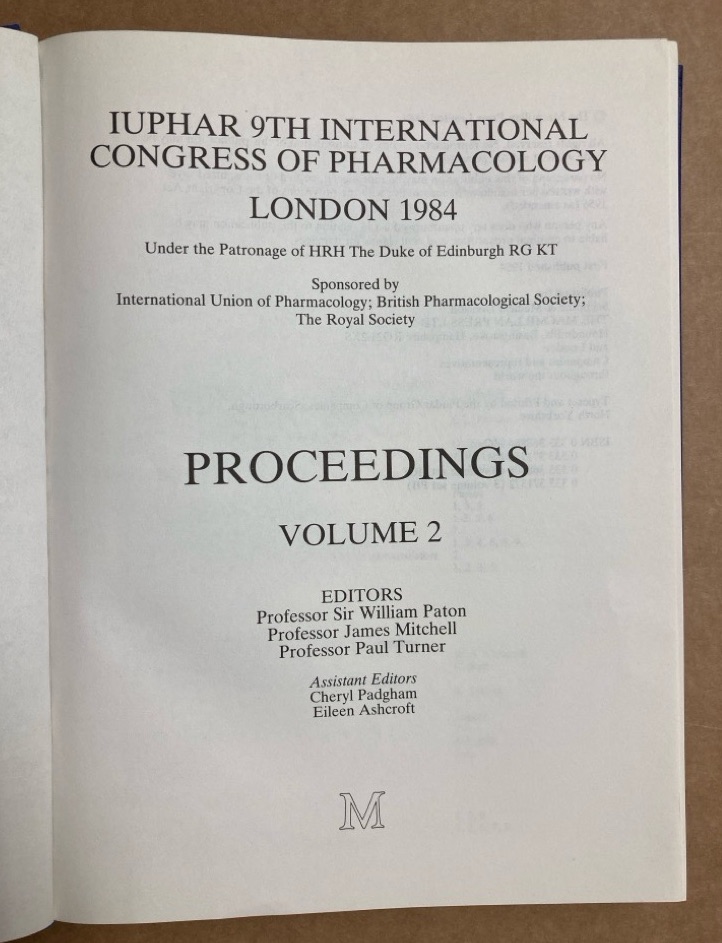 IUPHAR 9TH INTERNATIONAL
CONGRESS OF PHARMACOLOGY
LONDON 1984
Under the Patronage of HRH The Duke of Edinburgh RG KT
Sponsored by
International Union of Pharmacology; British Pharmacological Society;
The Royal Society
PROCEEDINGS
VOLUME 2
EDITORS
Professor Sir William Paton
Professor James Mitchell
Professor Paul Turner
Assistant Editors
Cheryl Padgham
Eileen Ashcroft
M